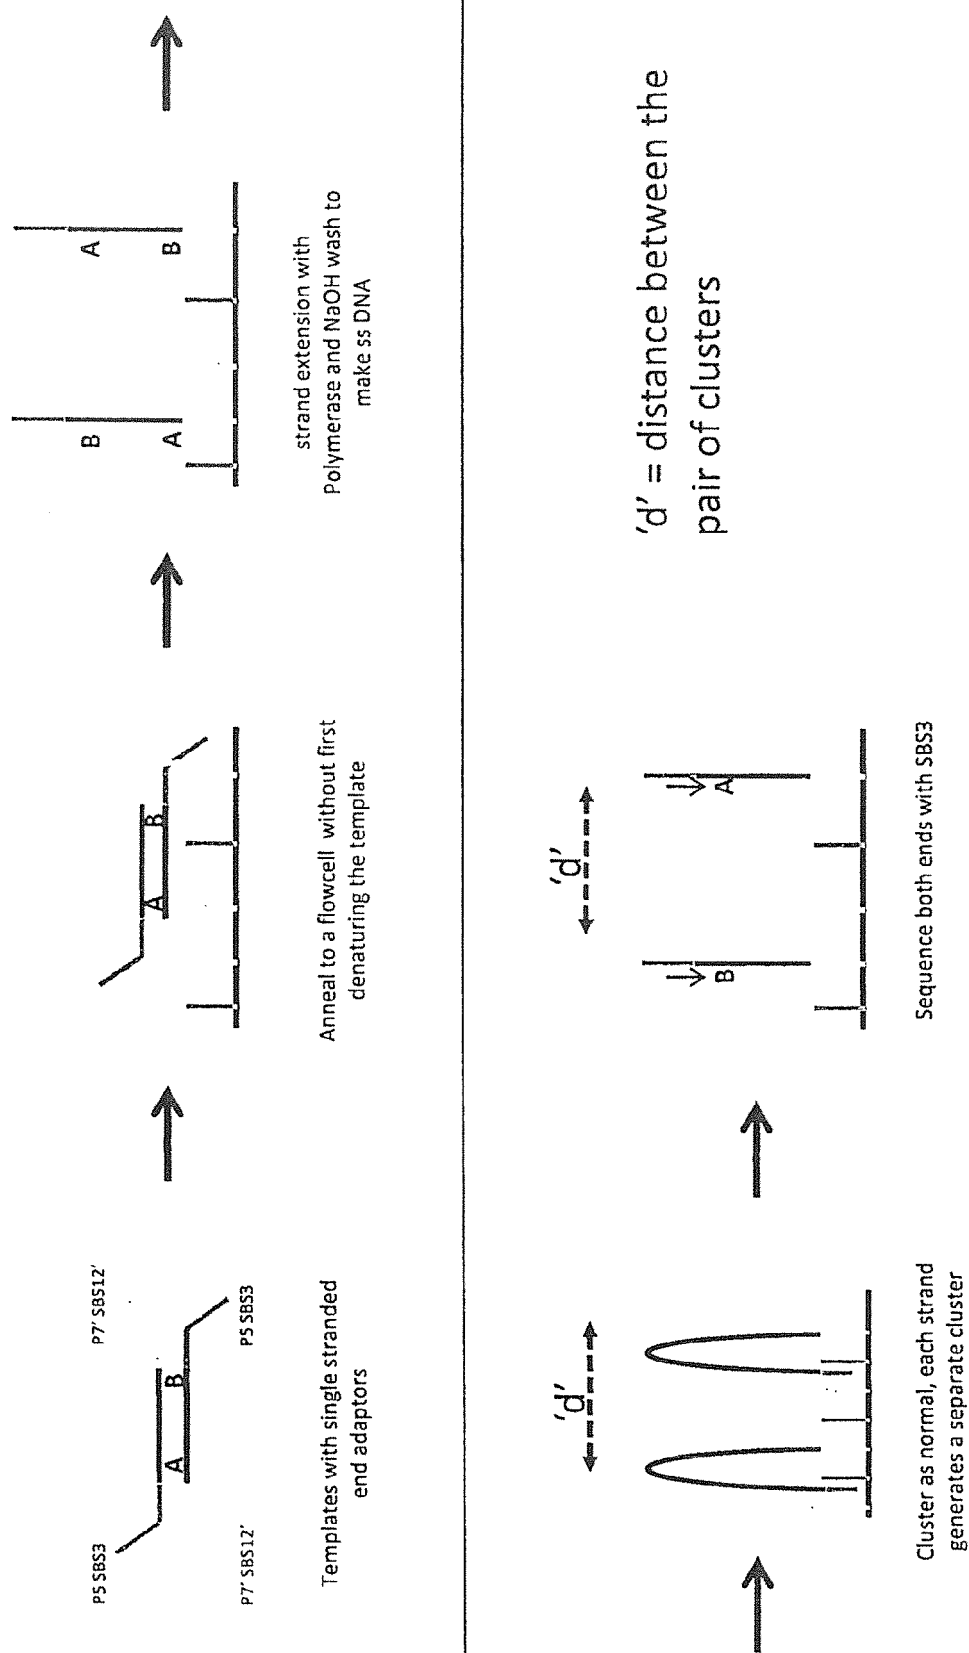 P5 SBS3
P7' SBS12'
A
B
P7' SBS12'
P5 SBS3
Templates with single stranded
end adaptors
A
B
Anneal to a flowcell without first
denaturing the template
B
A
A
B
strand extension with
Polymerase and NaOH wash to
make ss DNA
'd'
Cluster as normal, each strand
generates a separate cluster
'd'
B
A
Sequence both ends with SBS3
'd' = distance between the
pair of clusters